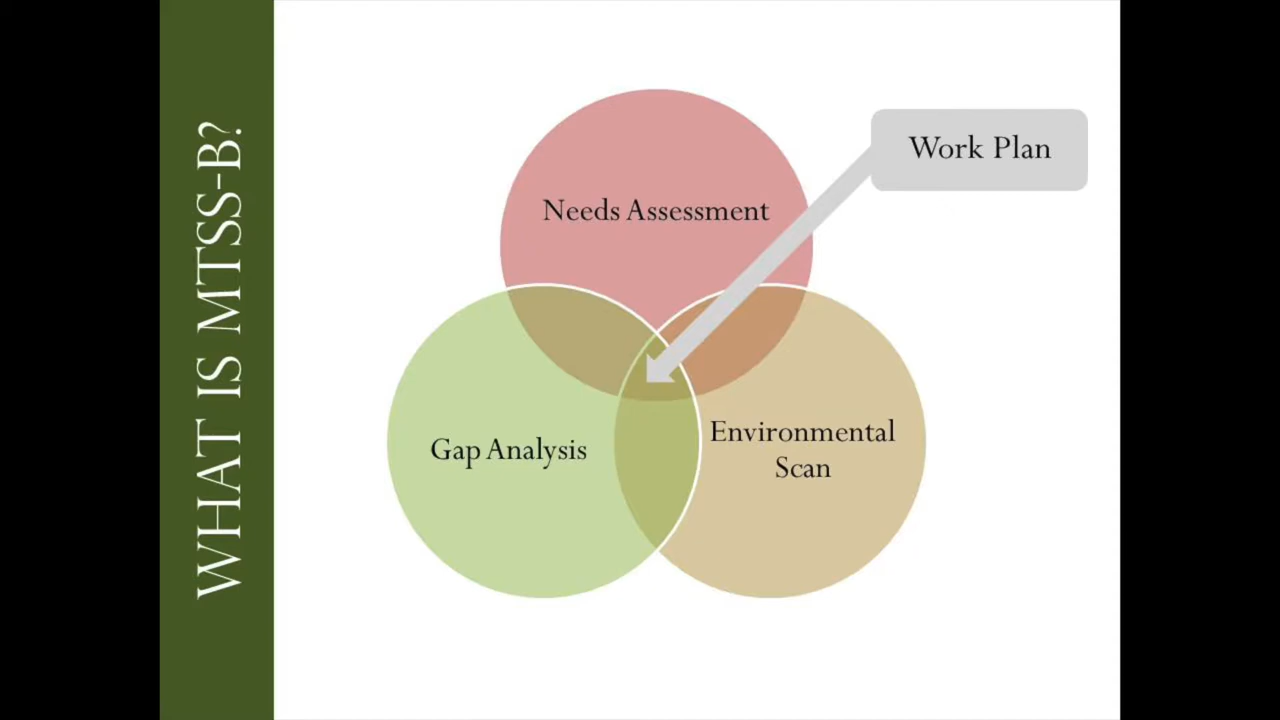 WHAT IS MTSS-B?
Needs Assessment
Work Plan
Gap Analysis
Environmental
Scan